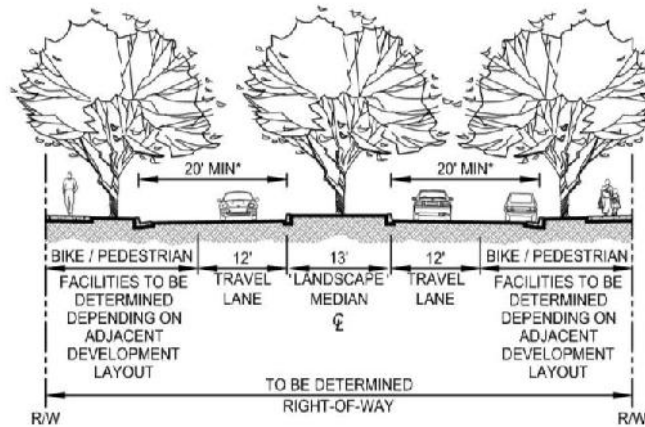 20' MIN*
20' MIN*
BIKE / PEDESTRIAN
FACILITIES TO BE
DETERMINED
DEPENDING ON
ADJACENT
DEVELOPMENT
LAYOUT
12'
TRAVEL
LANE
13'
LANDSCAPE
MEDIAN
℄
12'
TRAVEL
LANE
BIKE / PEDESTRIAN
FACILITIES TO BE
DETERMINED
DEPENDING ON
ADJACENT
DEVELOPMENT
LAYOUT
TO BE DETERMINED
RIGHT-OF-WAY
R/W
R/W